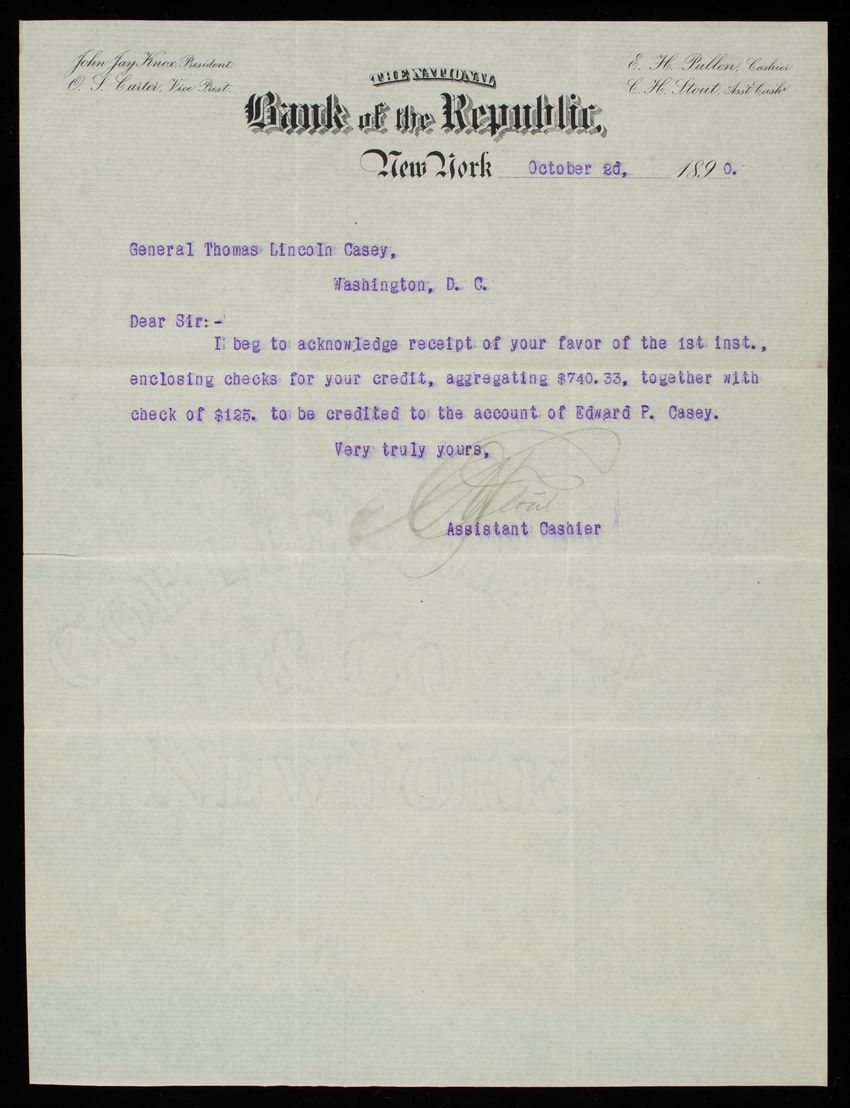 John Jay Knox, President.
O. S. Carter, Vice Prest.
E. H. Pullen, Cashier
C. H. Stout, Asst Cashr
THE NATIONAL
Bank of the Republic,
New York October 2d, 1890.
General Thomas Lincoln Casey,
Washington, D. C.
Dear Sir:-
I beg to acknowledge receipt of your favor of the 1st inst.,
enclosing checks for your credit, aggregating $740.33, together with
check of $125. to be credited to the account of Edward P. Casey.
Very truly yours,
C H Stout
Assistant Cashier